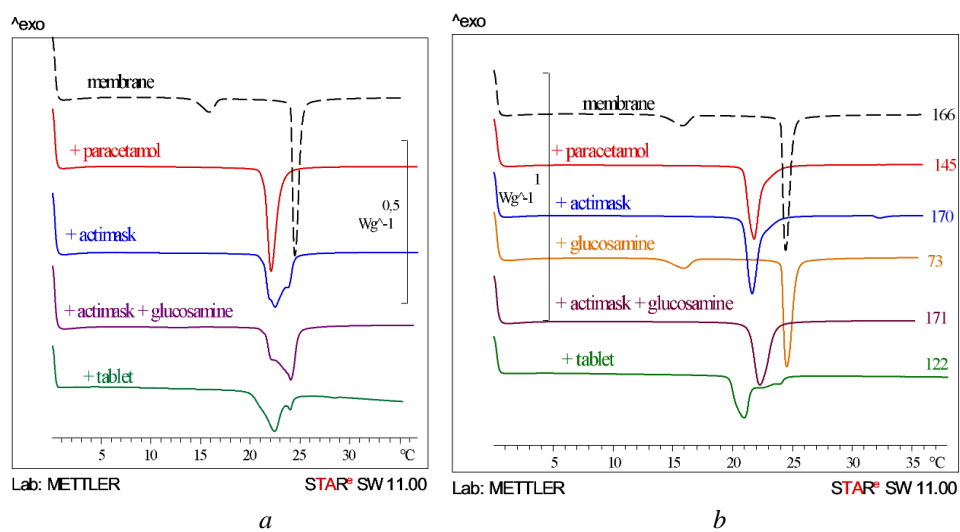 ^exo
membrane
+ paracetamol
0,5
Wg^-1
+ actimask
+ actimask + glucosamine
+ tablet
5 10 15 20 25 30 °C
Lab: METTLER STARe SW 11.00
a
^exo
membrane 166
+ paracetamol 145
1
Wg^-1
+ actimask 170
+ glucosamine 73
+ actimask + glucosamine 171
+ tablet 122
5 10 15 20 25 30 35 °C
Lab: METTLER STARe SW 11.00
b